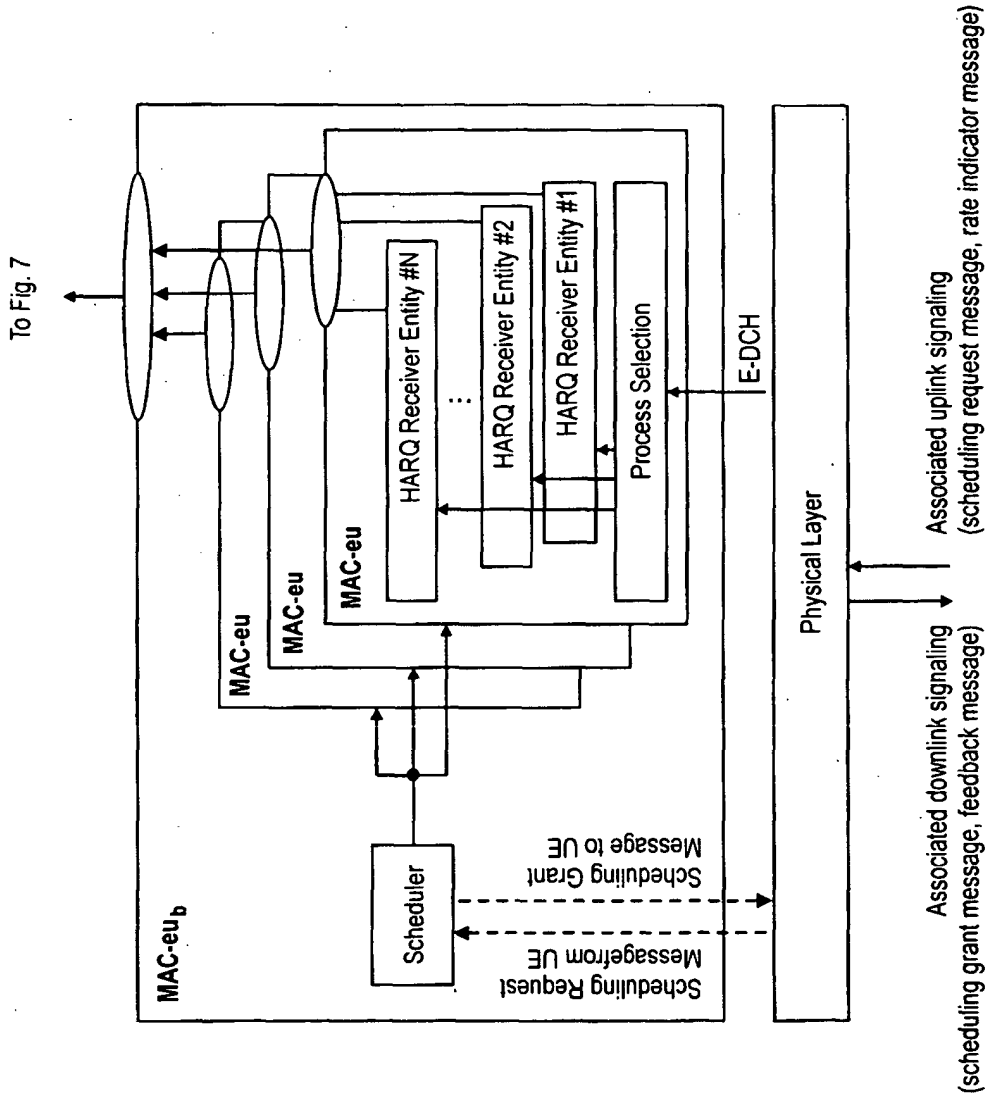 To Fig. 7
MAC-eu_b
MAC-eu
MAC-eu
MAC-eu
HARQ Receiver Entity #N
...
HARQ Receiver Entity #2
HARQ Receiver Entity #1
Process Selection
Scheduler
Scheduling Request
Messagefrom UE
Scheduling Grant
Message to UE
E-DCH
Physical Layer
Associated downlink signaling
(scheduling grant message, feedback message)
Associated uplink signaling
(scheduling request message, rate indicator message)